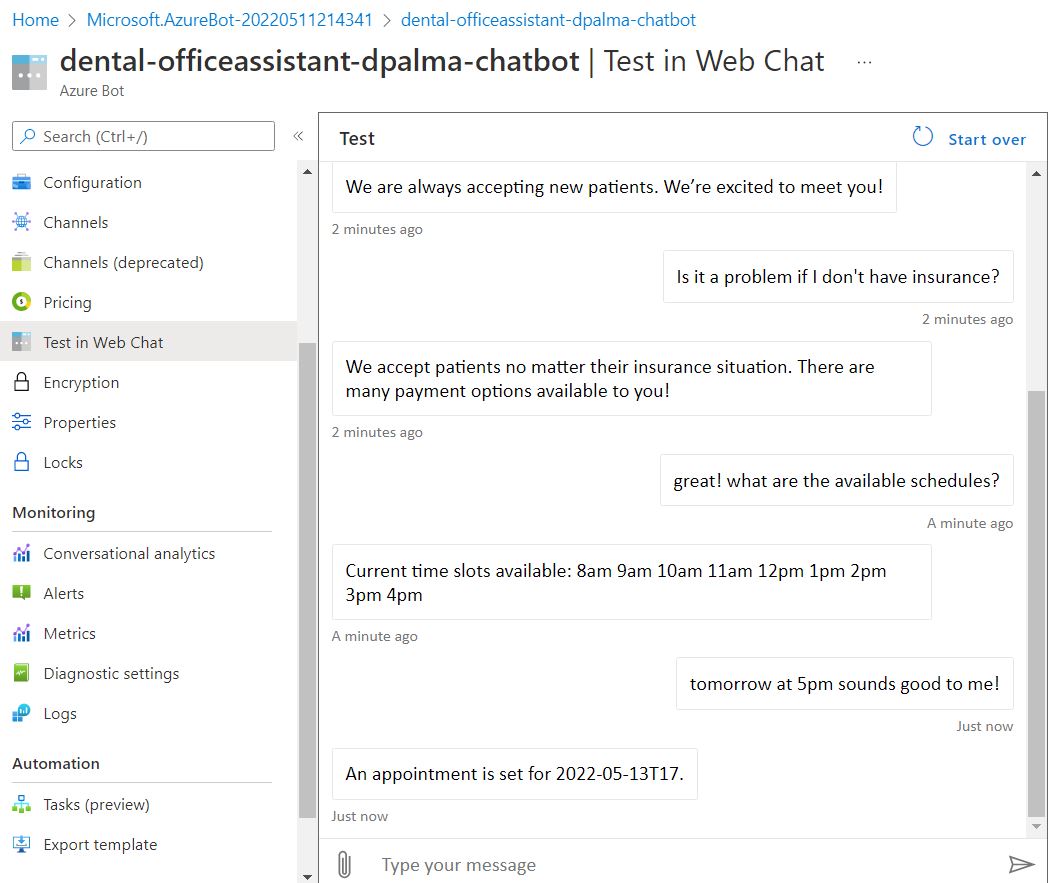 Home > Microsoft.AzureBot-20220511214341 > dental-officeassistant-dpalma-chatbot
dental-officeassistant-dpalma-chatbot | Test in Web Chat ...
Azure Bot
Search (Ctrl+/)
«
Configuration
Channels
Channels (deprecated)
Pricing
Test in Web Chat
Encryption
Properties
Locks
Monitoring
Conversational analytics
Alerts
Metrics
Diagnostic settings
Logs
Automation
Tasks (preview)
Export template
Test
Start over
We are always accepting new patients. We’re excited to meet you!
2 minutes ago
Is it a problem if I don't have insurance?
2 minutes ago
We accept patients no matter their insurance situation. There are
many payment options available to you!
2 minutes ago
great! what are the available schedules?
A minute ago
Current time slots available: 8am 9am 10am 11am 12pm 1pm 2pm
3pm 4pm
A minute ago
tomorrow at 5pm sounds good to me!
Just now
An appointment is set for 2022-05-13T17.
Just now
Type your message